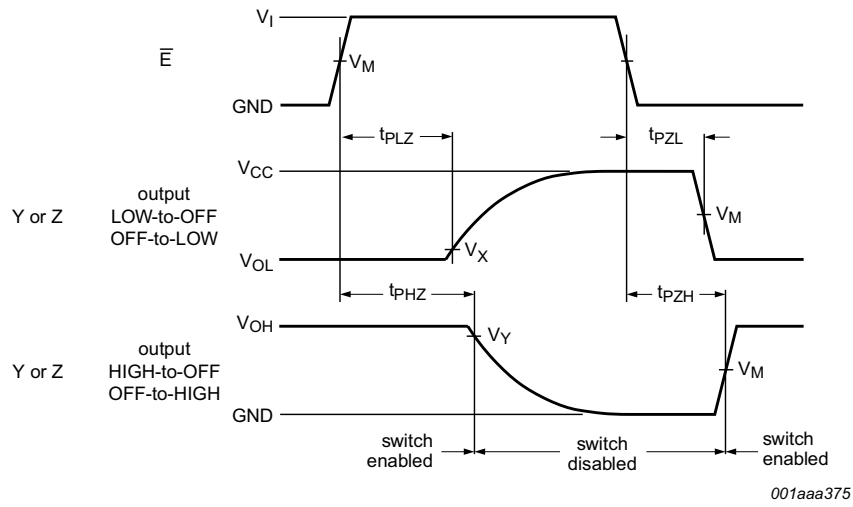 V_I
E̅
V_M
GND
t_PLZ
t_PZL
V_CC
output
Y or Z
LOW-to-OFF
OFF-to-LOW
V_M
V_X
V_OL
t_PHZ
t_PZH
V_OH
V_Y
output
Y or Z
HIGH-to-OFF
OFF-to-HIGH
V_M
GND
switch
enabled
switch
disabled
switch
enabled
001aaa375